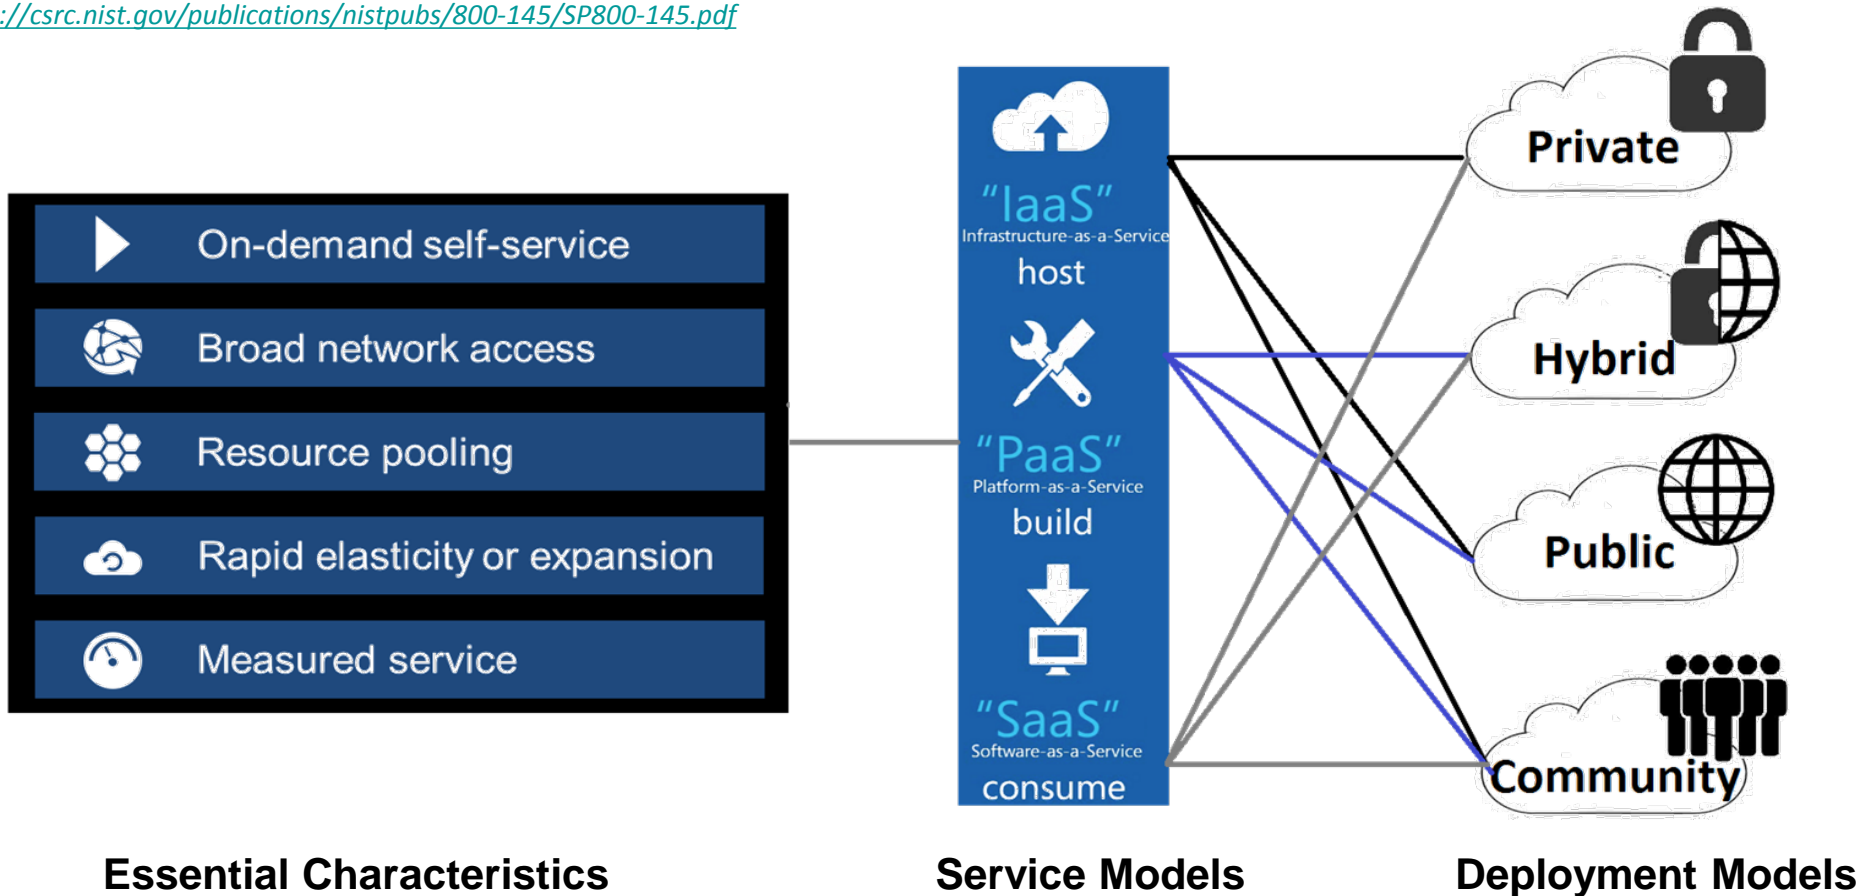 ://csrc.nist.gov/publications/nistpubs/800-145/SP800-145.pdf
On-demand self-service
Broad network access
Resource pooling
Rapid elasticity or expansion
Measured service
Essential Characteristics
"IaaS"
Infrastructure-as-a-Service
host
"PaaS"
Platform-as-a-Service
build
"SaaS"
Software-as-a-Service
consume
Service Models
Private
Hybrid
Public
Community
Deployment Models